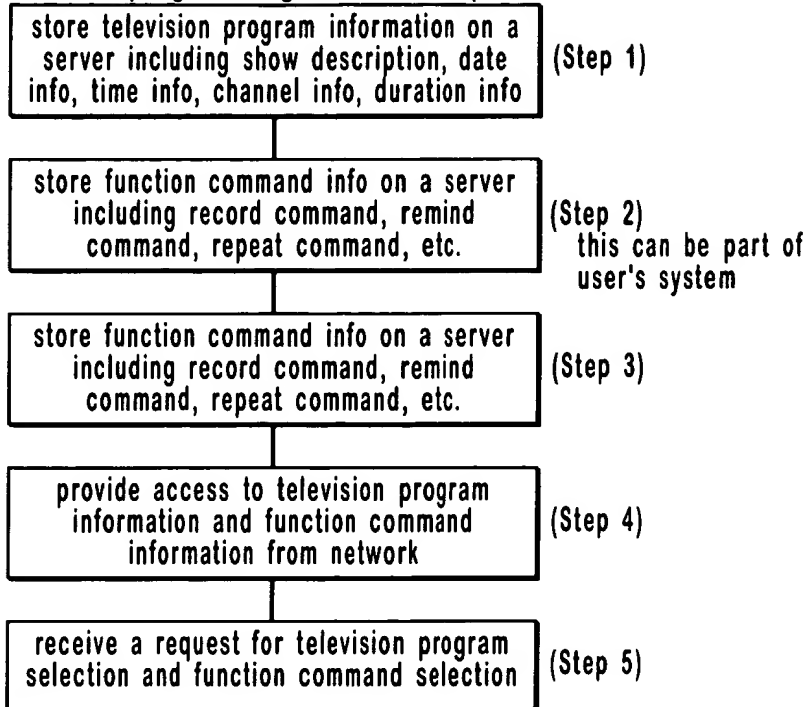 store television program information on a
server including show description, date
info, time info, channel info, duration info
(Step 1)
store function command info on a server
including record command, remind
command, repeat command, etc.
(Step 2)
this can be part of
user's system
store function command info on a server
including record command, remind
command, repeat command, etc.
(Step 3)
provide access to television program
information and function command
information from network
(Step 4)
receive a request for television program
selection and function command selection
(Step 5)